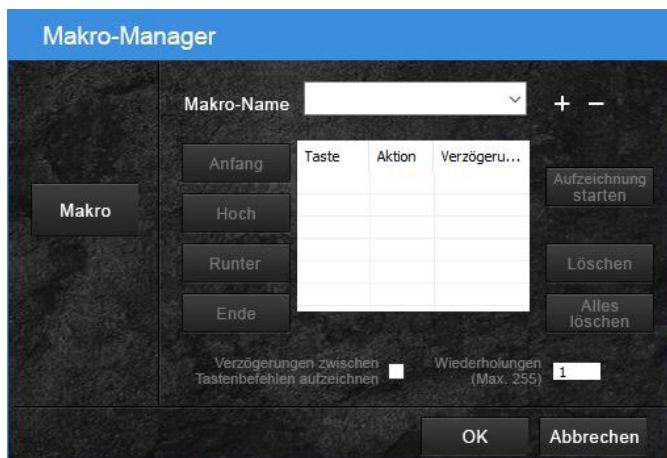 Makro-Manager
Makro-Name
+ −
Anfang
Taste Aktion Verzögeru...
Aufzeichnung
starten
Makro
Hoch
Runter
Löschen
Ende
Alles
löschen
Verzögerungen zwischen
Tastenbefehlen aufzeichnen
Wiederholungen
(Max. 255)
1
OK
Abbrechen